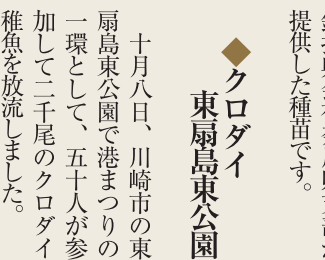 提供した種苗です。
◆クロダイ
東扇島東公園
十月八日、川崎市の東
扇島東公園で港まつりの
一環として、五十人が参
加して二千尾のクロダイ
稚魚を放流しました。